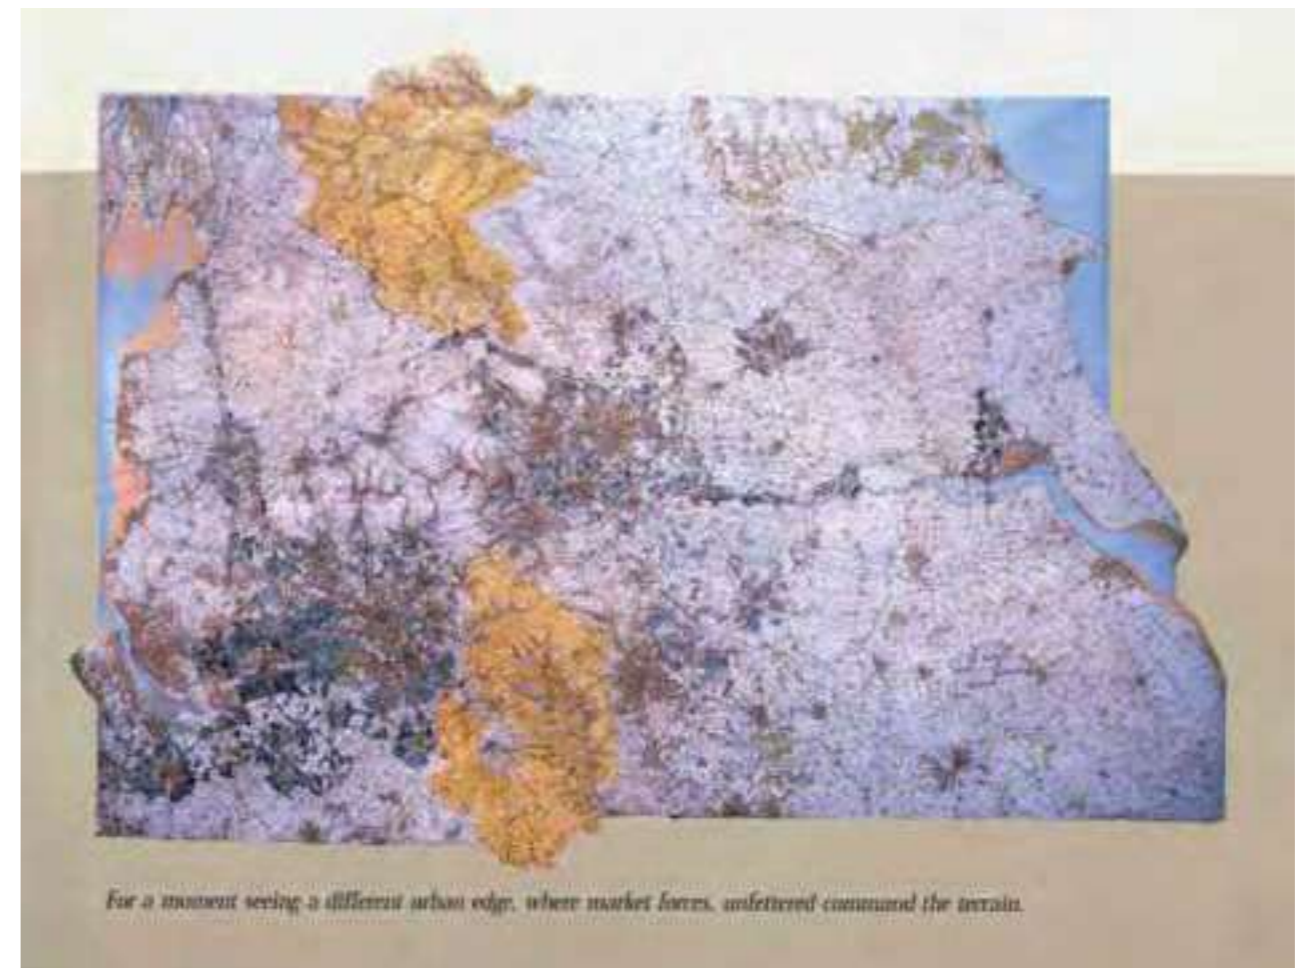 For a moment seeing a different urban edge, where market forces, unfettered command the terrain.